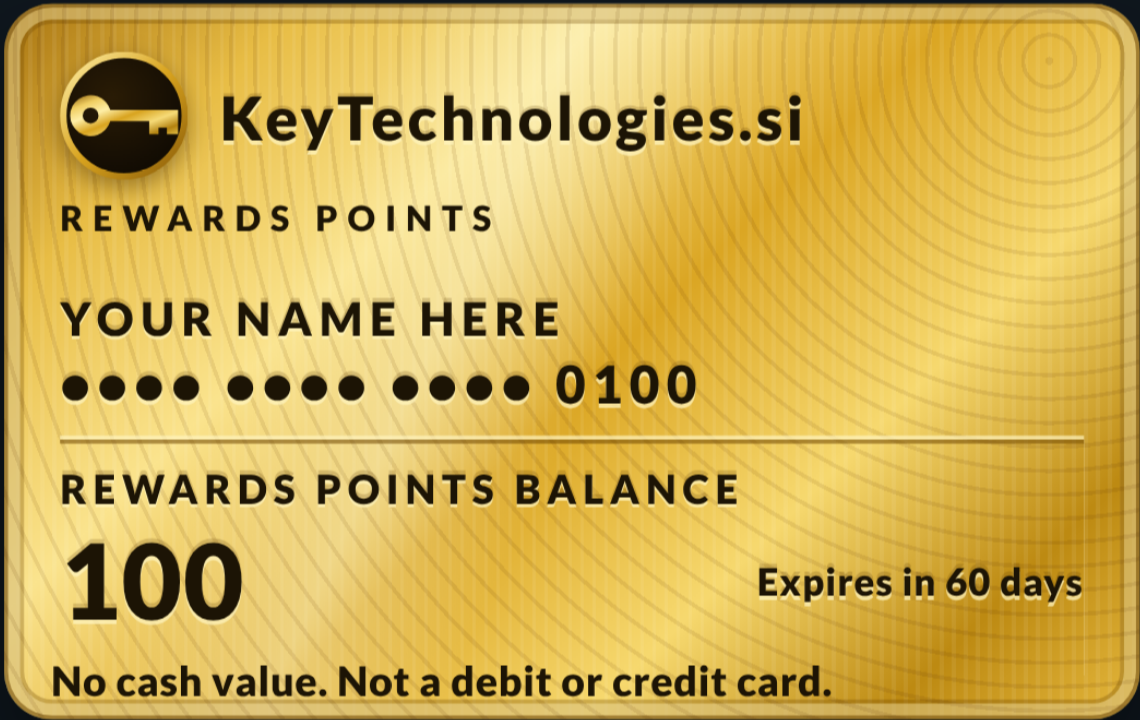 KeyTechnologies.si
REWARDS POINTS
YOUR NAME HERE
●●●● ●●●● ●●●● 0100
REWARDS POINTS BALANCE
100
Expires in 60 days
No cash value. Not a debit or credit card.